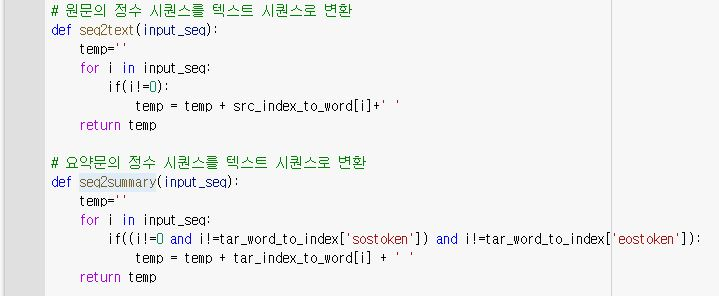 # 원문의 정수 시퀀스를 텍스트 시퀀스로 변환
def seq2text(input_seq):
    temp=''
    for i in input_seq:
        if(i!=0):
            temp = temp + src_index_to_word[i]+' '
    return temp

# 요약문의 정수 시퀀스를 텍스트 시퀀스로 변환
def seq2summary(input_seq):
    temp=''
    for i in input_seq:
        if((i!=0 and i!=tar_word_to_index['sostoken']) and i!=tar_word_to_index['eostoken']):
            temp = temp + tar_index_to_word[i] + ' '
    return temp